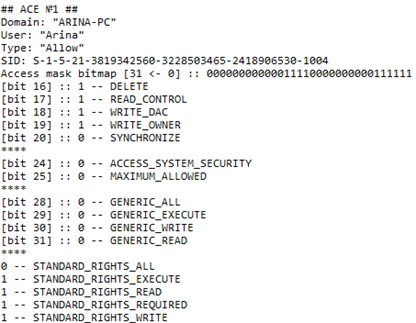 ## ACE №1 ##
Domain: "ARINA-PC"
User: "Arina"
Type: "Allow"
SID: S-1-5-21-3819342560-3228503465-2418906530-1004
Access mask bitmap [31 <- 0] :: 00000000000011110000000000111111
[bit 16] :: 1 -- DELETE
[bit 17] :: 1 -- READ_CONTROL
[bit 18] :: 1 -- WRITE_DAC
[bit 19] :: 1 -- WRITE_OWNER
[bit 20] :: 0 -- SYNCHRONIZE
****
[bit 24] :: 0 -- ACCESS_SYSTEM_SECURITY
[bit 25] :: 0 -- MAXIMUM_ALLOWED
****
[bit 28] :: 0 -- GENERIC_ALL
[bit 29] :: 0 -- GENERIC_EXECUTE
[bit 30] :: 0 -- GENERIC_WRITE
[bit 31] :: 0 -- GENERIC_READ
****
0 -- STANDARD_RIGHTS_ALL
1 -- STANDARD_RIGHTS_EXECUTE
1 -- STANDARD_RIGHTS_READ
1 -- STANDARD_RIGHTS_REQUIRED
1 -- STANDARD_RIGHTS_WRITE